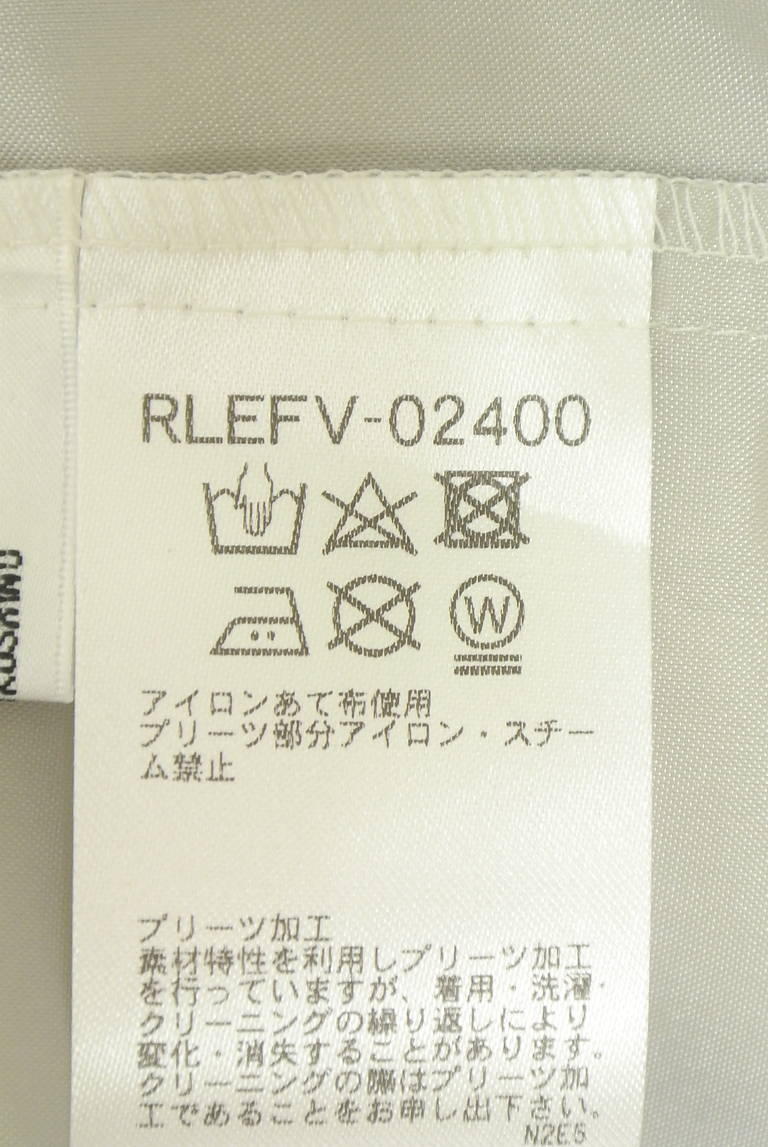 RLEFV-02400
W
アイロンあて布使用
プリーツ部分アイロン・スチー
ム禁止
プリーツ加工
素材特性を利用しプリーツ加工
を行っていますが、着用・洗濯・
クリーニングの繰り返しにより
変化・消失することがあります。
クリーニングの際はプリーツ加
工であることをお申し出下さい。
N2E6